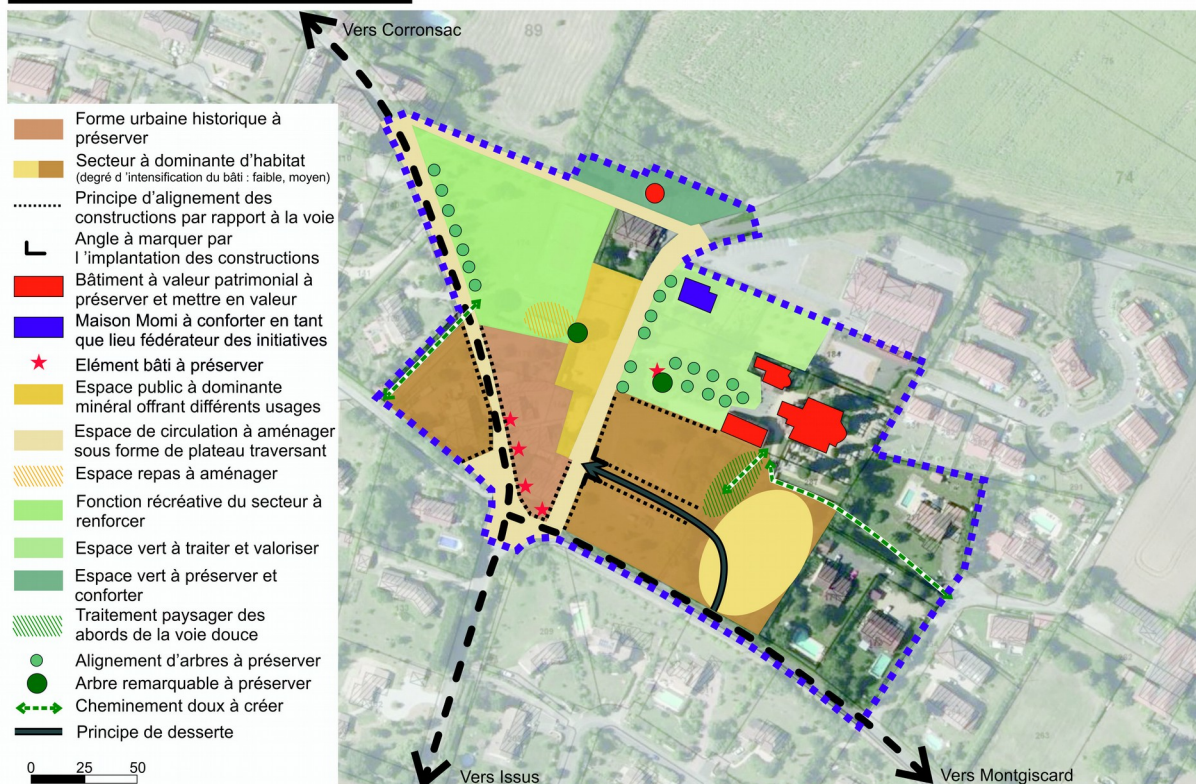 Vers Corronsac
89
Forme urbaine historique à
préserver
Secteur à dominante d'habitat
(degré d 'intensification du bâti : faible, moyen)
Principe d'alignement des
constructions par rapport à la voie
Angle à marquer par
l 'implantation des constructions
Bâtiment à valeur patrimonial à
préserver et mettre en valeur
Maison Momi à conforter en tant
que lieu fédérateur des initiatives
Elément bâti à préserver
Espace public à dominante
minéral offrant différents usages
Espace de circulation à aménager
sous forme de plateau traversant
Espace repas à aménager
Fonction récréative du secteur à
renforcer
Espace vert à traiter et valoriser
Espace vert à préserver et
conforter
Traitement paysager des
abords de la voie douce
Alignement d'arbres à préserver
Arbre remarquable à préserver
Cheminement doux à créer
Principe de desserte
0 25 50
Vers Issus
Vers Montgiscard